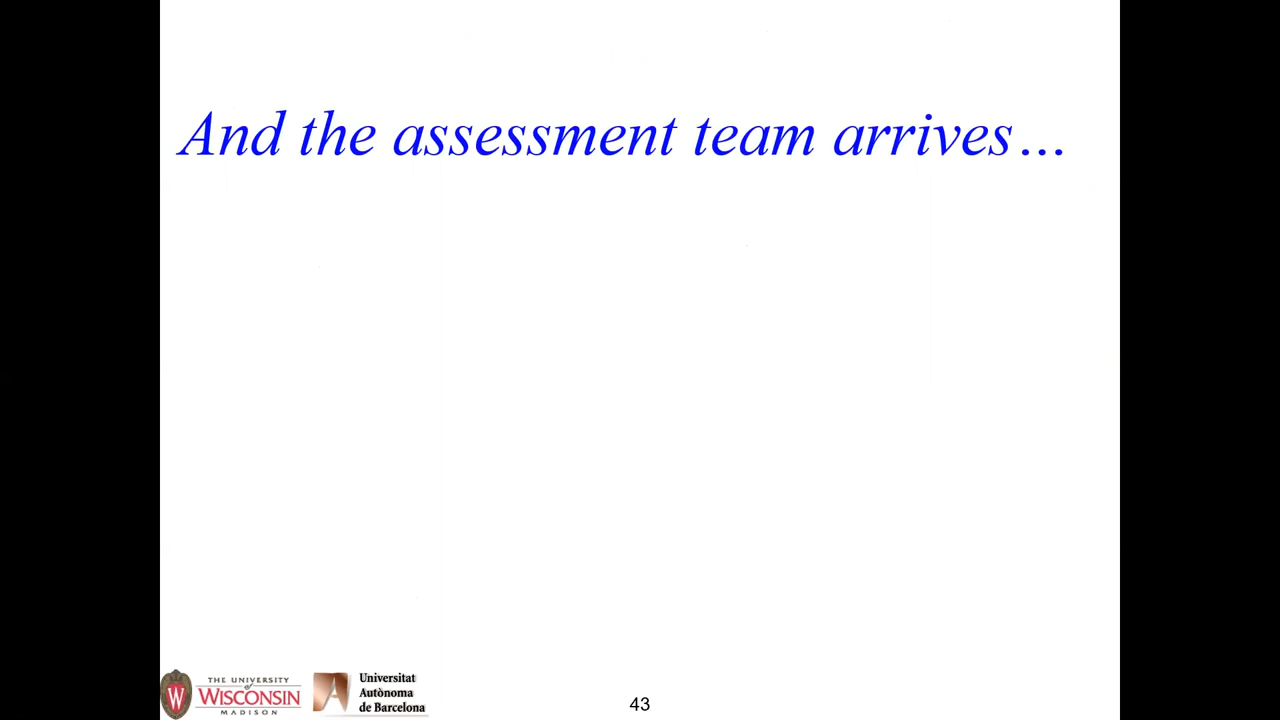 And the assessment team arrives…
THE UNIVERSITY
of
WISCONSIN
MADISON
Universitat
Autònoma
de Barcelona
43